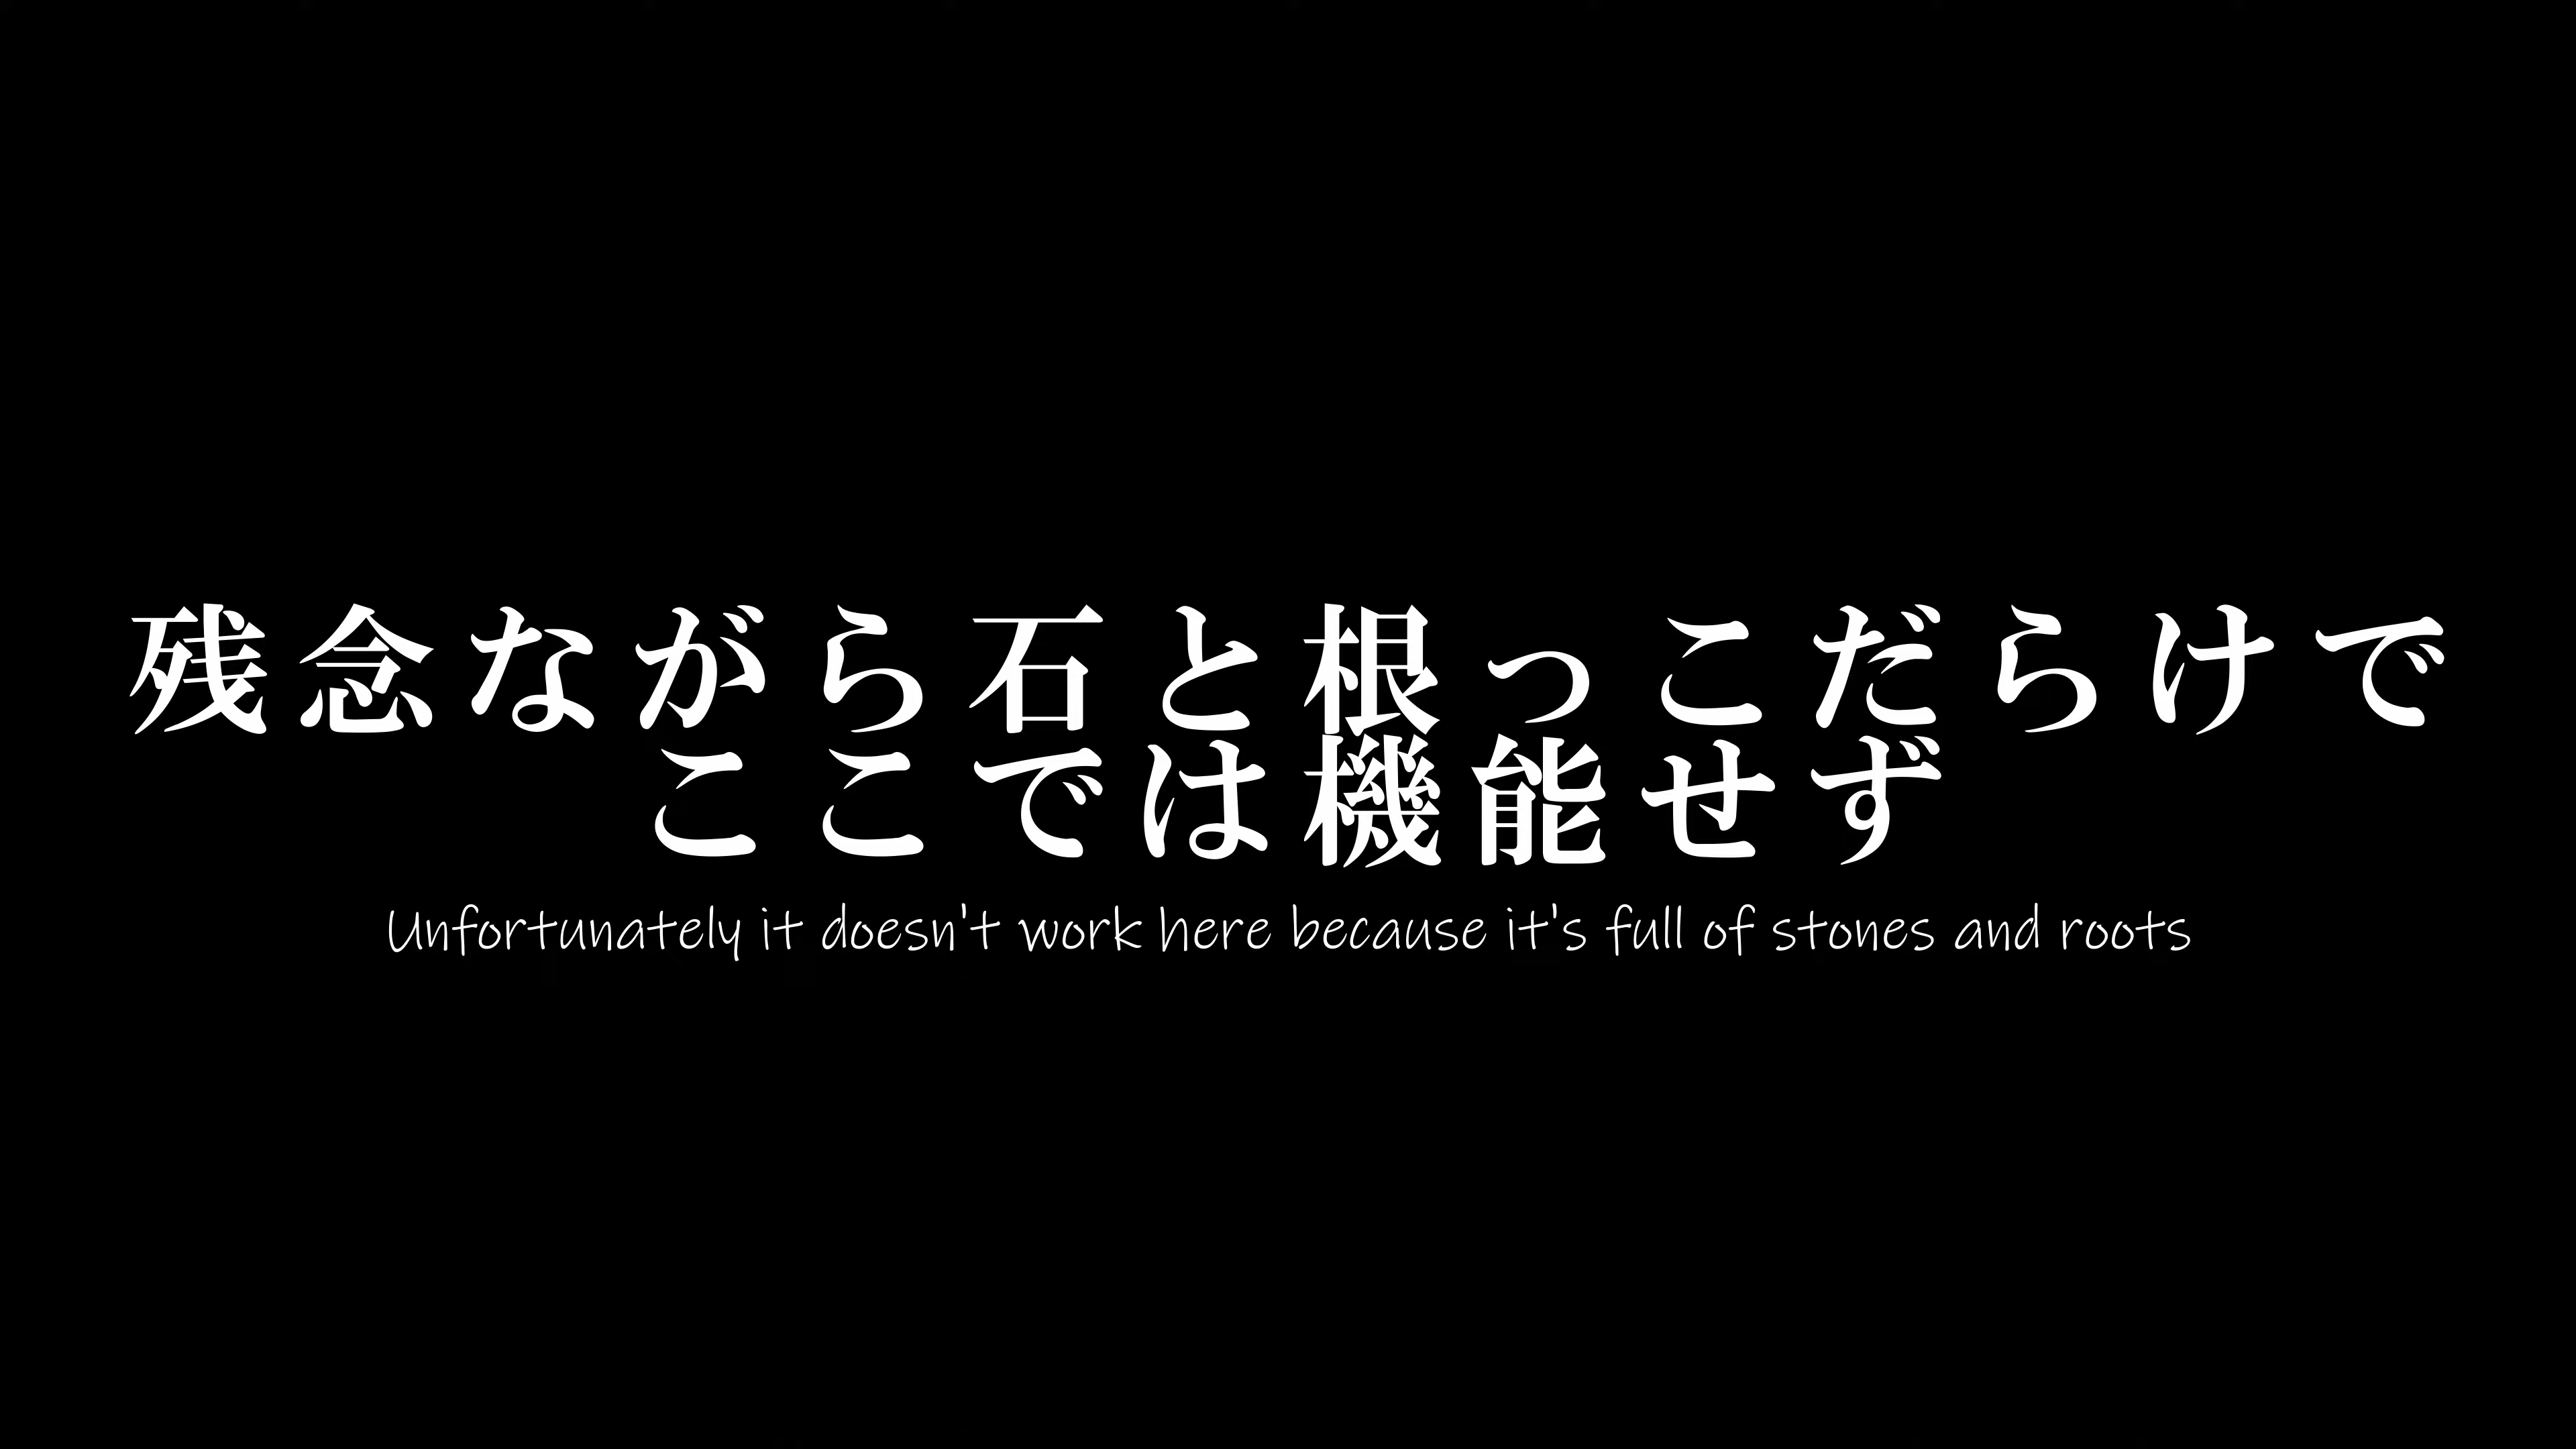 残念ながら石と根っこだらけで
ここでは機能せず
Unfortunately it doesn't work here because it's full of stones and roots